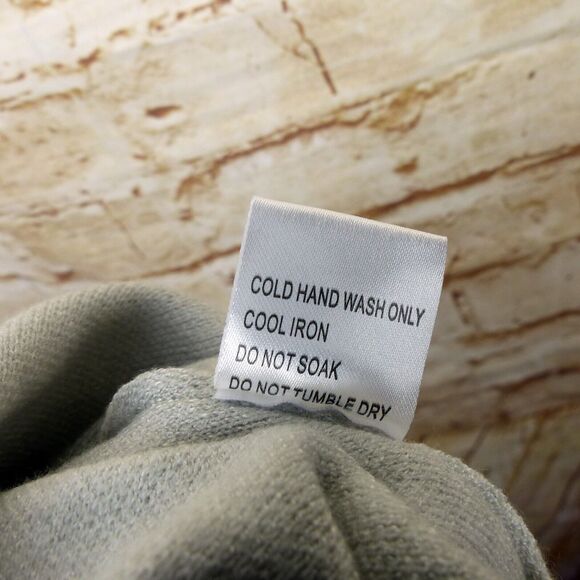 COLD HAND WASH ONLY
COOL IRON
DO NOT SOAK
DO NOT TUMBLE DRY